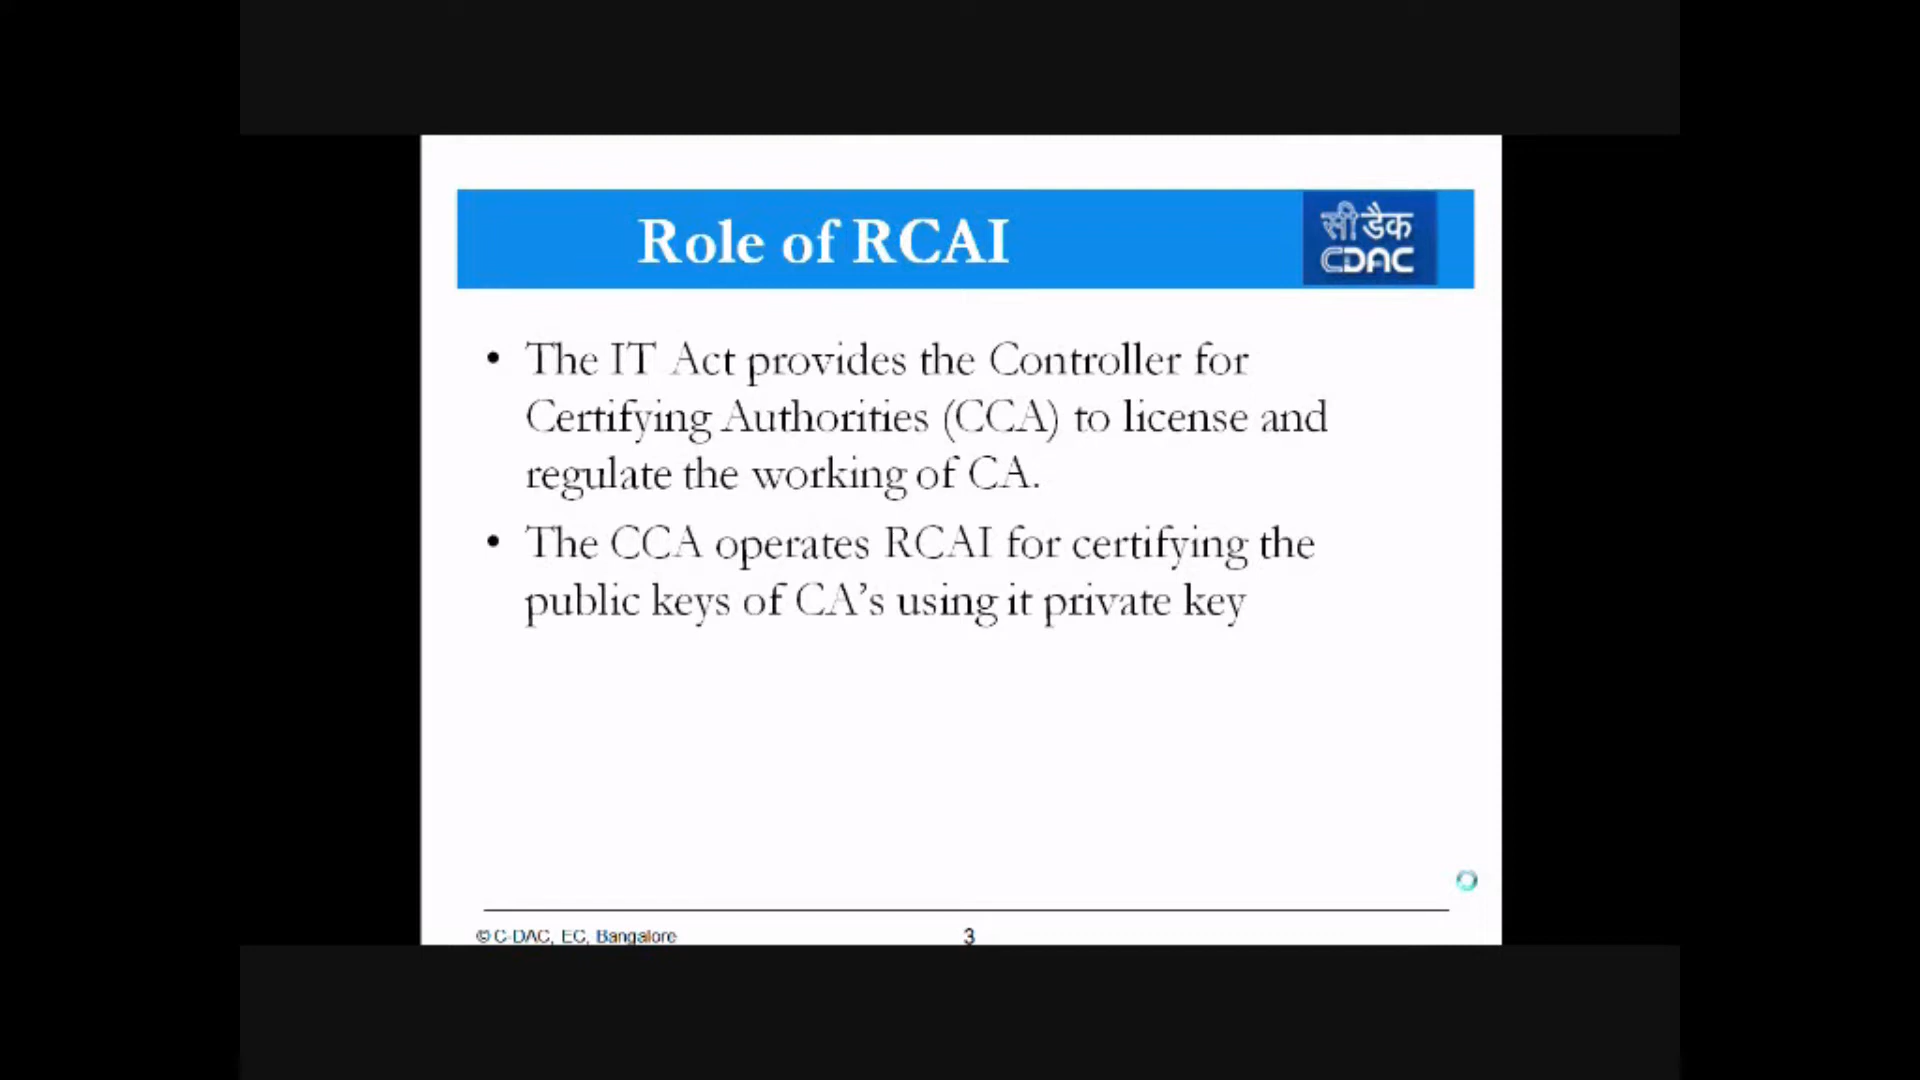 Role of RCAI
सी डैक
CDAC
• The IT Act provides the Controller for
Certifying Authorities (CCA) to license and
regulate the working of CA.
• The CCA operates RCAI for certifying the
public keys of CA's using it private key
© C-DAC, EC, Bangalore
3